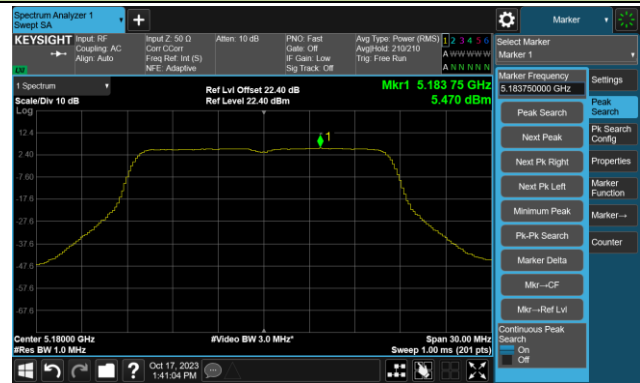 Spectrum Analyzer 1
Swept SA
Marker
KEYSIGHT
Input: RF
Coupling: AC
Align: Auto
Input Z: 50 Ω
Corr CCorr
Freq Ref: Int (S)
NFE: Adaptive
Atten: 10 dB
PNO: Fast
Gate: Off
IF Gain: Low
Sig Track: Off
Avg Type: Power (RMS)
Avg|Hold: 210/210
Trig: Free Run
1 2 3 4 5 6
A W W W W W
A N N N N N
LW
Select Marker
Marker 1
1 Spectrum
Scale/Div 10 dB
Log
Ref Lvl Offset 22.40 dB
Ref Level 22.40 dBm
Mkr1 5.183 75 GHz
5.470 dBm
1
12.4
2.40
-7.60
-17.6
-27.6
-37.6
-47.6
-57.6
-67.6
Center 5.18000 GHz
#Res BW 1.0 MHz
#Video BW 3.0 MHz*
Span 30.00 MHz
Sweep 1.00 ms (201 pts)
Marker Frequency
5.183750000 GHz
Peak Search
Next Peak
Next Pk Right
Next Pk Left
Minimum Peak
Pk-Pk Search
Marker Delta
Mkr→CF
Mkr→Ref Lvl
Continuous Peak
Search
On
Off
Settings
Peak
Search
Pk Search
Config
Properties
Marker
Function
Marker→
Counter
?
Oct 17, 2023
1:41:04 PM